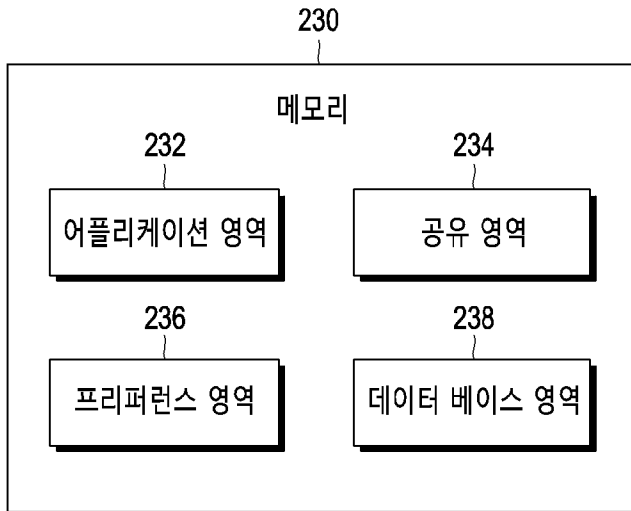 230
메모리
232
234
어플리케이션 영역
공유 영역
236
238
프리퍼런스 영역
데이터 베이스 영역